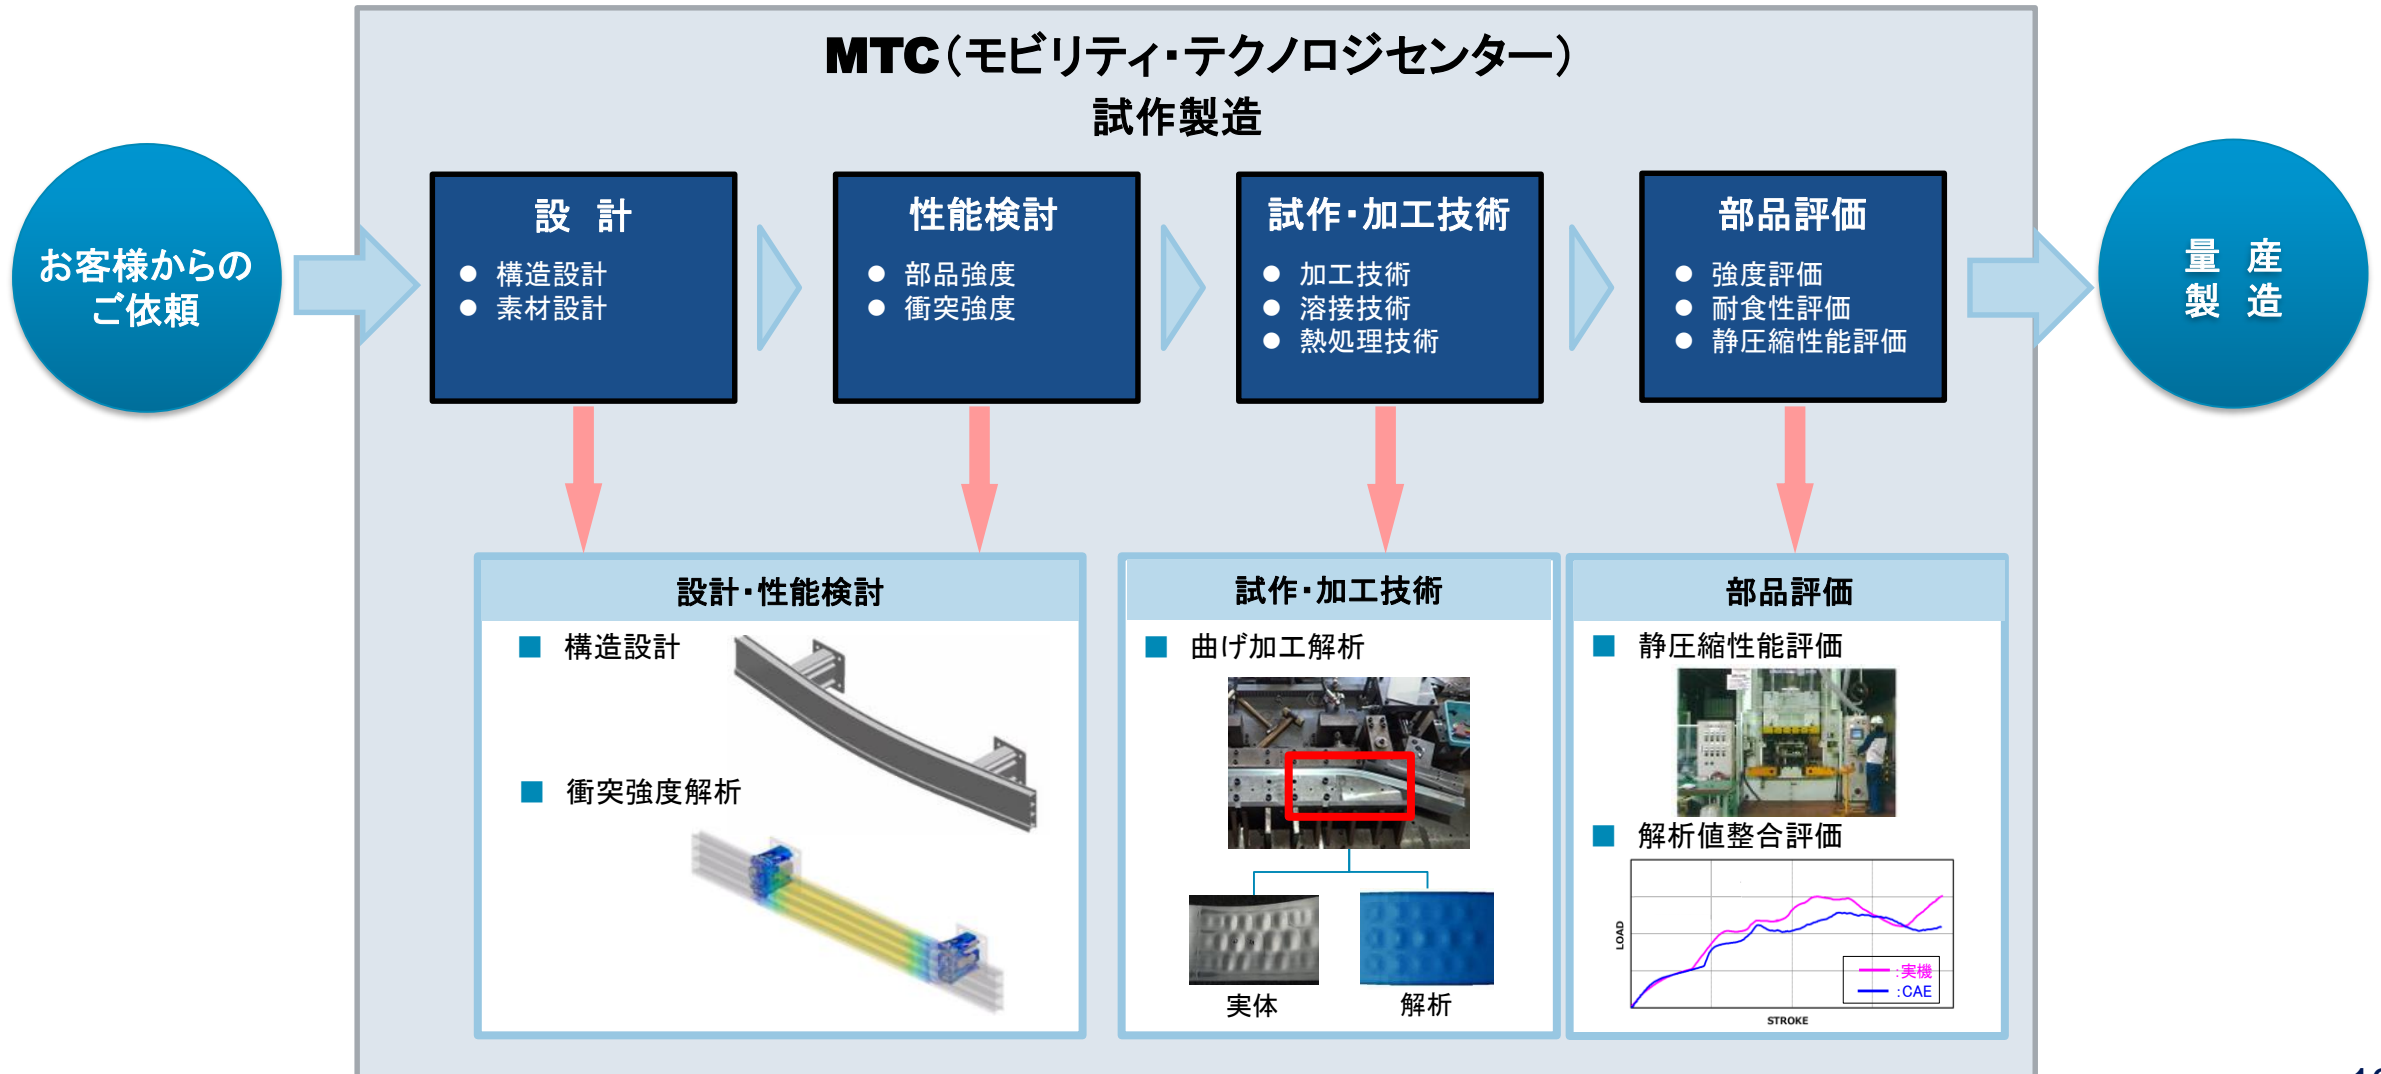 MTC（モビリティ・テクノロジセンター）
試作製造
お客様からの
ご依頼
設　計
● 構造設計
● 素材設計
性能検討
● 部品強度
● 衝突強度
試作・加工技術
● 加工技術
● 溶接技術
● 熱処理技術
部品評価
● 強度評価
● 耐食性評価
● 静圧縮性能評価
量　産
製　造
設計・性能検討
■ 構造設計
■ 衝突強度解析
試作・加工技術
■ 曲げ加工解析
実体
解析
部品評価
■ 静圧縮性能評価
■ 解析値整合評価
LOAD
:実機
:CAE
STROKE